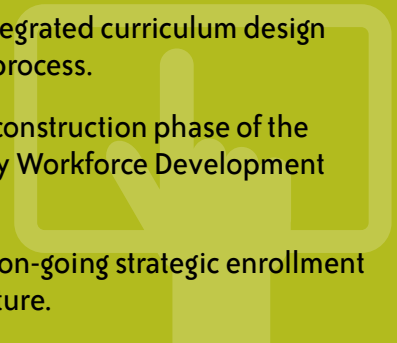 egrated curriculum design
process.
construction phase of the
Workforce Development
on-going strategic enrollment
ture.